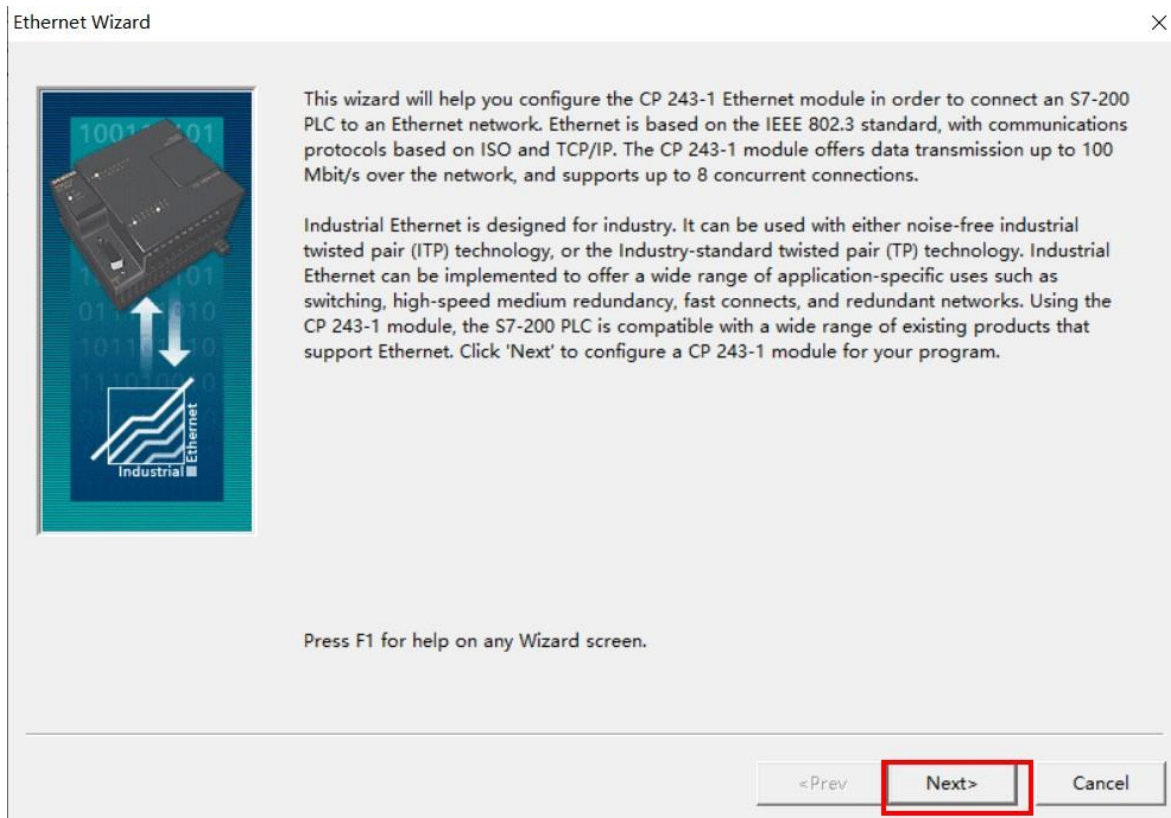 Ethernet Wizard
This wizard will help you configure the CP 243-1 Ethernet module in order to connect an S7-200
PLC to an Ethernet network. Ethernet is based on the IEEE 802.3 standard, with communications
protocols based on ISO and TCP/IP. The CP 243-1 module offers data transmission up to 100
Mbit/s over the network, and supports up to 8 concurrent connections.
Industrial Ethernet is designed for industry. It can be used with either noise-free industrial
twisted pair (ITP) technology, or the Industry-standard twisted pair (TP) technology. Industrial
Ethernet can be implemented to offer a wide range of application-specific uses such as
switching, high-speed medium redundancy, fast connects, and redundant networks. Using the
CP 243-1 module, the S7-200 PLC is compatible with a wide range of existing products that
support Ethernet. Click 'Next' to configure a CP 243-1 module for your program.
Industrial
Ethernet
Press F1 for help on any Wizard screen.
<Prev
Next>
Cancel